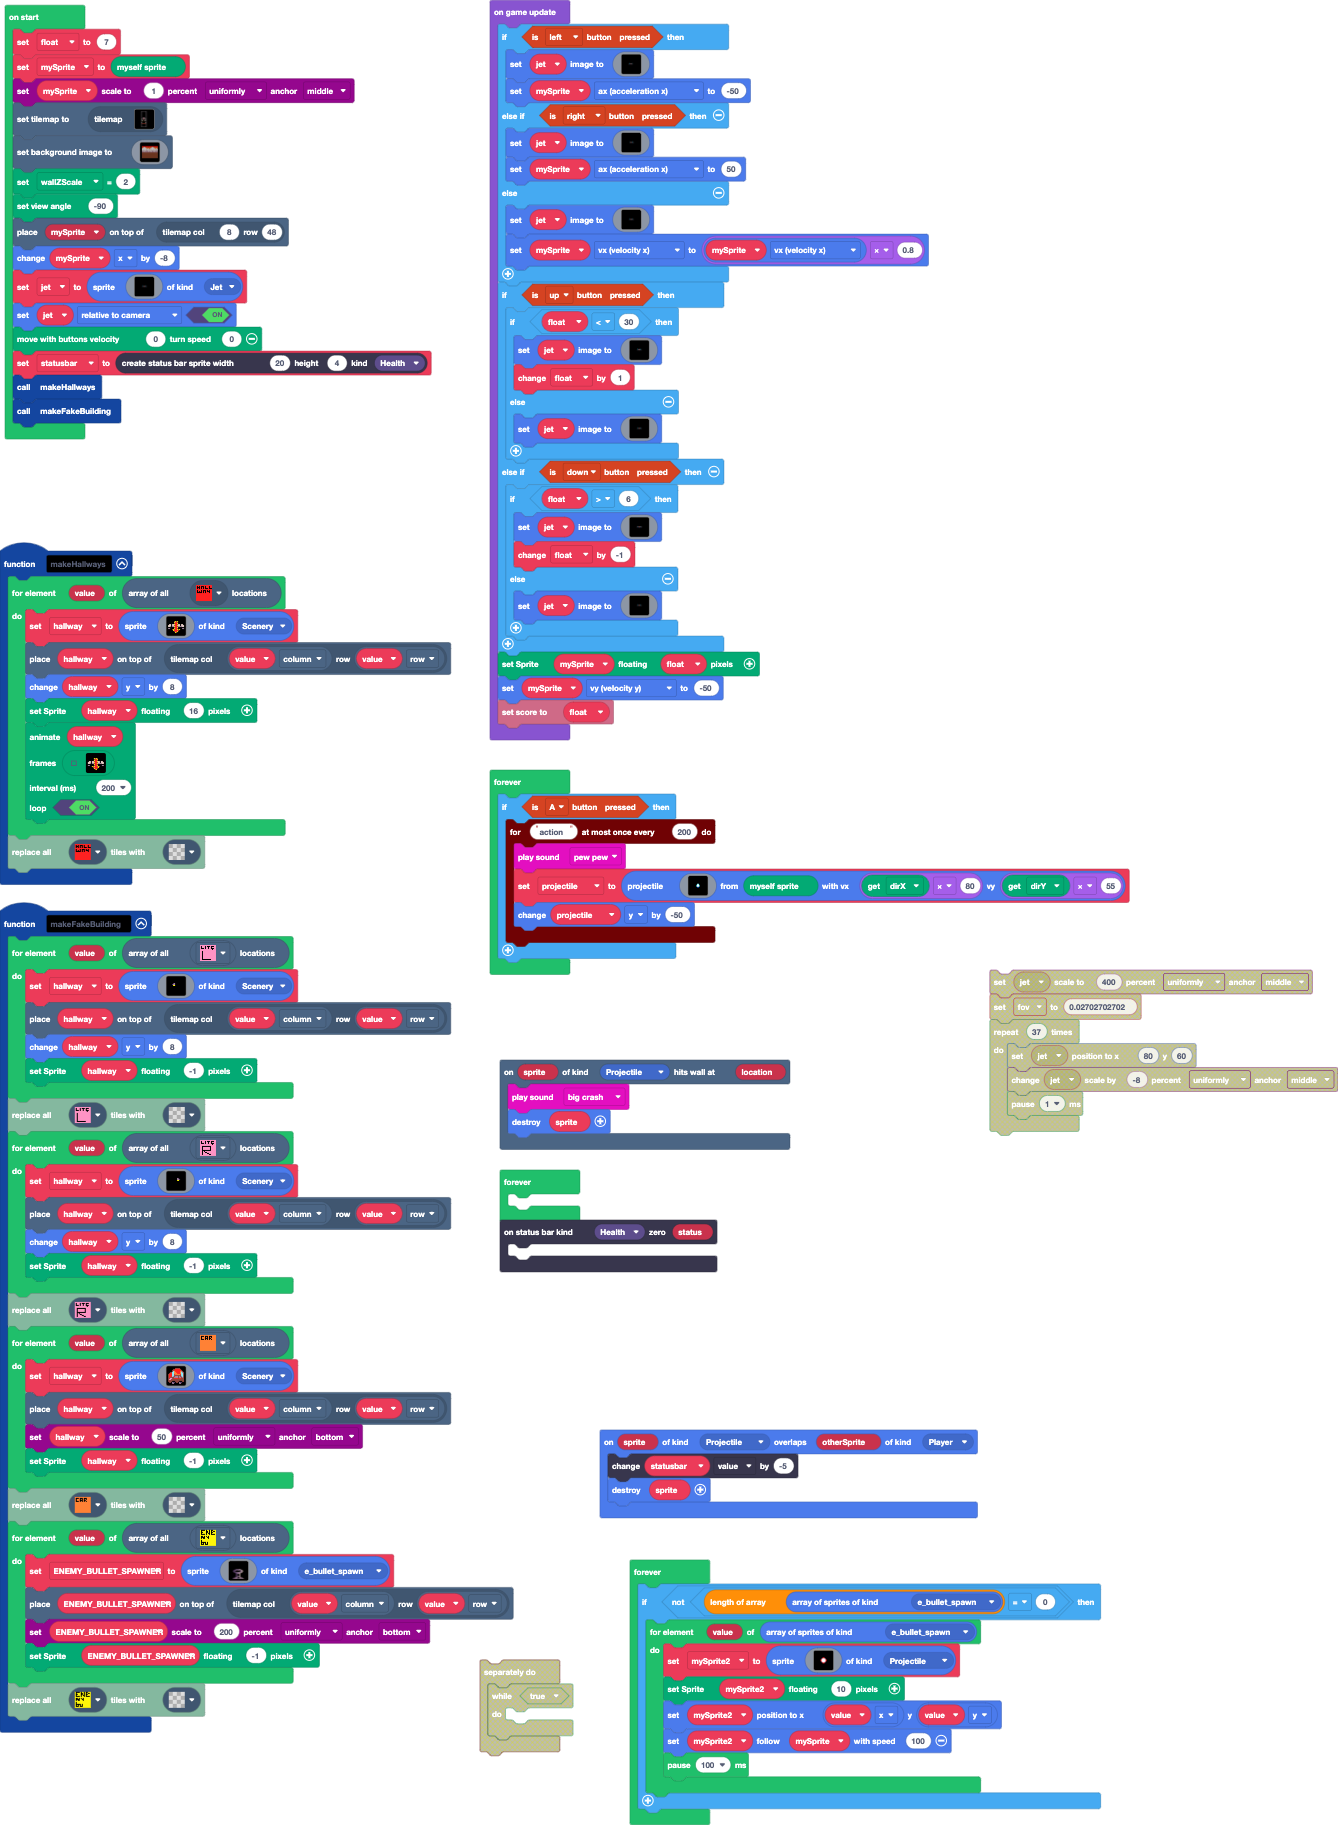 on start
set float to 7
set mySprite to myself sprite
set mySprite scale to 1 percent uniformly anchor middle
set tilemap to tilemap
set background image to
set wallZScale = 2
set view angle -90
place mySprite on top of tilemap col 8 row 48
change mySprite x by -8
set jet to sprite of kind Jet
set jet relative to camera ON
move with buttons velocity 0 turn speed 0
set statusbar to create status bar sprite width 20 height 4 kind Health
call makeHallways
call makeFakeBuilding
function makeHallways
for element value of array of all HALL WAY locations
do
set hallway to sprite of kind Scenery
place hallway on top of tilemap col value column row value row
change hallway y by 8
set Sprite hallway floating 16 pixels
animate hallway
frames
interval (ms) 200
loop ON
replace all HALL WAY tiles with
function makeFakeBuilding
for element value of array of all LITE L locations
do
set hallway to sprite of kind Scenery
place hallway on top of tilemap col value column row value row
change hallway y by 8
set Sprite hallway floating -1 pixels
replace all LITE L tiles with
for element value of array of all LITE R locations
do
set hallway to sprite of kind Scenery
place hallway on top of tilemap col value column row value row
change hallway y by 8
set Sprite hallway floating -1 pixels
replace all LITE R tiles with
for element value of array of all CAR locations
do
set hallway to sprite of kind Scenery
place hallway on top of tilemap col value column row value row
set hallway scale to 50 percent uniformly anchor bottom
set Sprite hallway floating -1 pixels
replace all CAR tiles with
for element value of array of all locations
do
set ENEMY_BULLET_SPAWNER to sprite of kind e_bullet_spawn
place ENEMY_BULLET_SPAWNER on top of tilemap col value column row value row
set ENEMY_BULLET_SPAWNER scale to 200 percent uniformly anchor bottom
set Sprite ENEMY_BULLET_SPAWNER floating -1 pixels
replace all tiles with
on game update
if is left button pressed then
set jet image to
set mySprite ax (acceleration x) to -50
else if is right button pressed then
set jet image to
set mySprite ax (acceleration x) to 50
else
set jet image to
set mySprite vx (velocity x) to mySprite vx (velocity x) × 0.8
if is up button pressed then
if float < 30 then
set jet image to
change float by 1
else
set jet image to
else if is down button pressed then
if float > 6 then
set jet image to
change float by -1
else
set jet image to
set Sprite mySprite floating float pixels
set mySprite vy (velocity y) to -50
set score to float
forever
if is A button pressed then
for "action" at most once every 200 do
play sound pew pew
set projectile to projectile from myself sprite with vx get dirX × 80 vy get dirY × 55
change projectile y by -50
set jet scale to 400 percent uniformly anchor middle
set fov to 0.02702702702
repeat 37 times
do
set jet position to x 80 y 60
change jet scale by -8 percent uniformly anchor middle
pause 1 ms
on sprite of kind Projectile hits wall at location
play sound big crash
destroy sprite
forever
on status bar kind Health zero status
on sprite of kind Projectile overlaps otherSprite of kind Player
change statusbar value by -5
destroy sprite
separately do
while true
do
forever
if not length of array array of sprites of kind e_bullet_spawn = 0 then
for element value of array of sprites of kind e_bullet_spawn
do
set mySprite2 to sprite of kind Projectile
set Sprite mySprite2 floating 10 pixels
set mySprite2 position to x value x y value y
set mySprite2 follow mySprite with speed 100
pause 100 ms